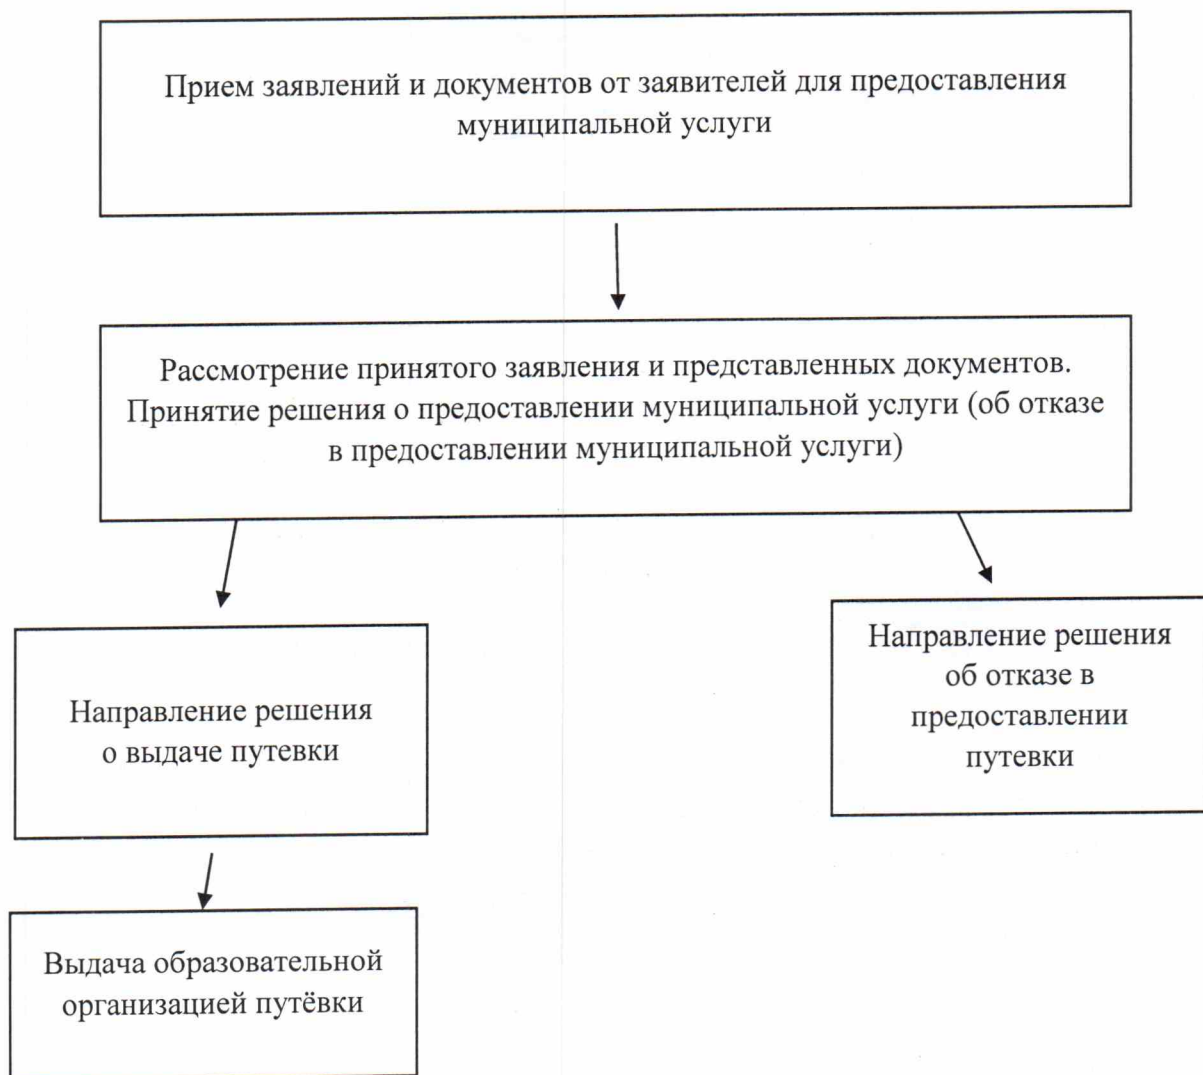 Прием заявлений и документов от заявителей для предоставления
муниципальной услуги
Рассмотрение принятого заявления и представленных документов.
Принятие решения о предоставлении муниципальной услуги (об отказе
в предоставлении муниципальной услуги)
Направление решения
о выдаче путевки
Направление решения
об отказе в
предоставлении
путевки
Выдача образовательной
организацией путёвки